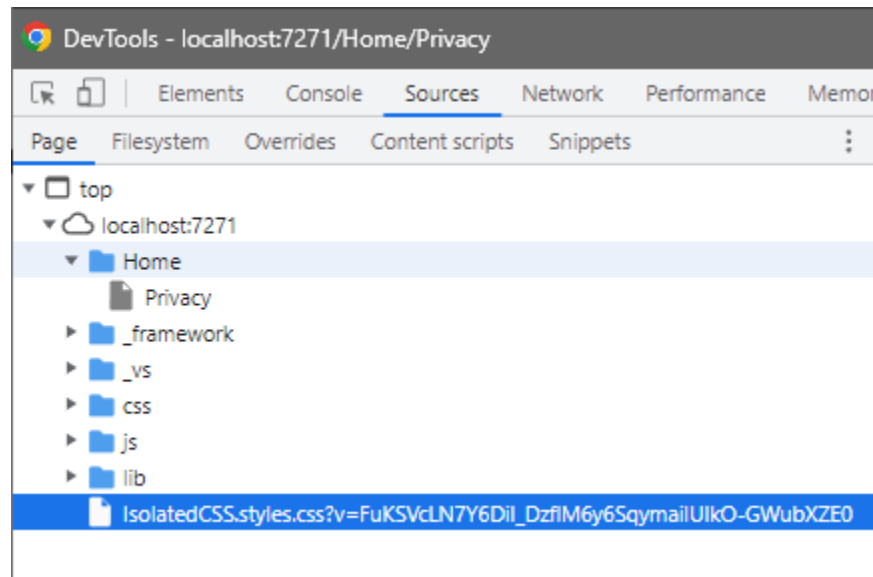 DevTools - localhost:7271/Home/Privacy
Elements Console Sources Network Performance Memor
Page Filesystem Overrides Content scripts Snippets
top
localhost:7271
Home
Privacy
_framework
_vs
css
js
lib
IsolatedCSS.styles.css?v=FuKSVcLN7Y6Dil_DzflM6y6SqymailUlkO-GWubXZE0